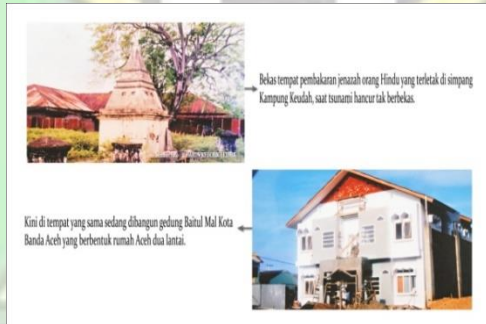 Bekas tempat pembakaran jenazah orang Hindu yang terletak di simpang
Kampung Keudah, saat tsunami hancur tak berbekas.
Kini di tempat yang sama sedang dibangun gedung Baitul Mal Kota
Banda Aceh yang berbentuk rumah Aceh dua lantai.